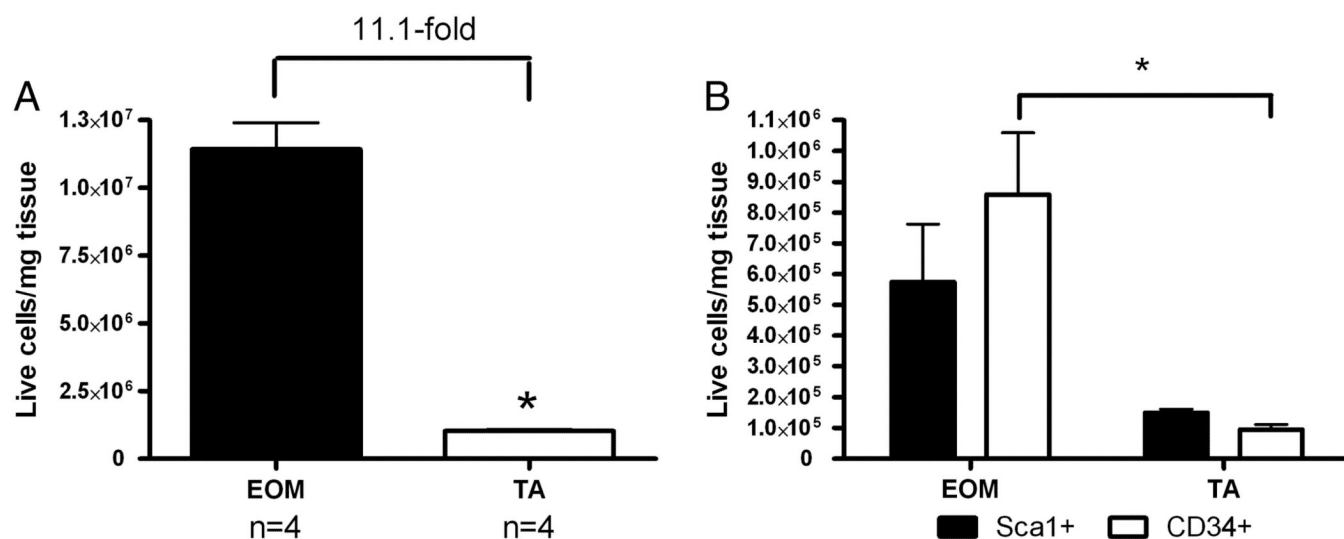 11.1-fold
A
Live cells/mg tissue
1.3×10⁷
1.0×10⁷
7.5×10⁶
5.0×10⁶
2.5×10⁶
0
*
EOM
TA
n=4
n=4
B
*
Live cells/mg tissue
1.1×10⁶
1.0×10⁶
9.0×10⁵
8.0×10⁵
7.0×10⁵
6.0×10⁵
5.0×10⁵
4.0×10⁵
3.0×10⁵
2.0×10⁵
1.0×10⁵
0
EOM
TA
Sca1+
CD34+